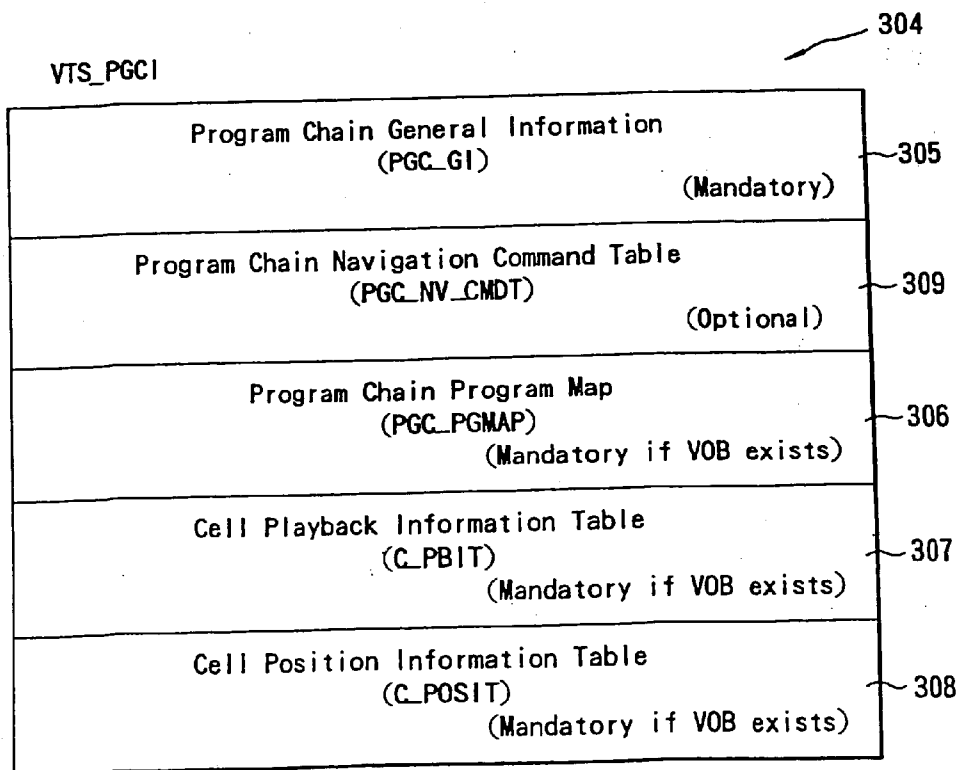 304
VTS_PGCI
Program Chain General Information
(PGC_GI)
(Mandatory)
305
Program Chain Navigation Command Table
(PGC_NV_CMDT)
(Optional)
309
Program Chain Program Map
(PGC_PGMAP)
(Mandatory if VOB exists)
306
Cell Playback Information Table
(C_PBIT)
(Mandatory if VOB exists)
307
Cell Position Information Table
(C_POSIT)
(Mandatory if VOB exists)
308